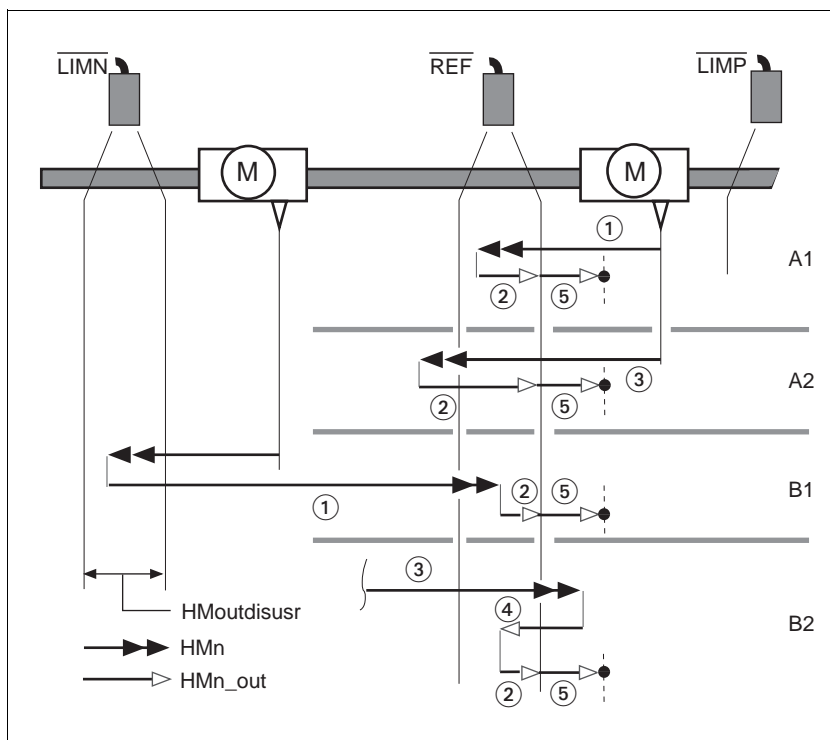 LIMN REF LIMP
M M
①
A1
② ⑤
③
② ⑤ A2
② ⑤ B1
①
③
④
HMoutdisusr B2
HMn
HMn_out ② ⑤